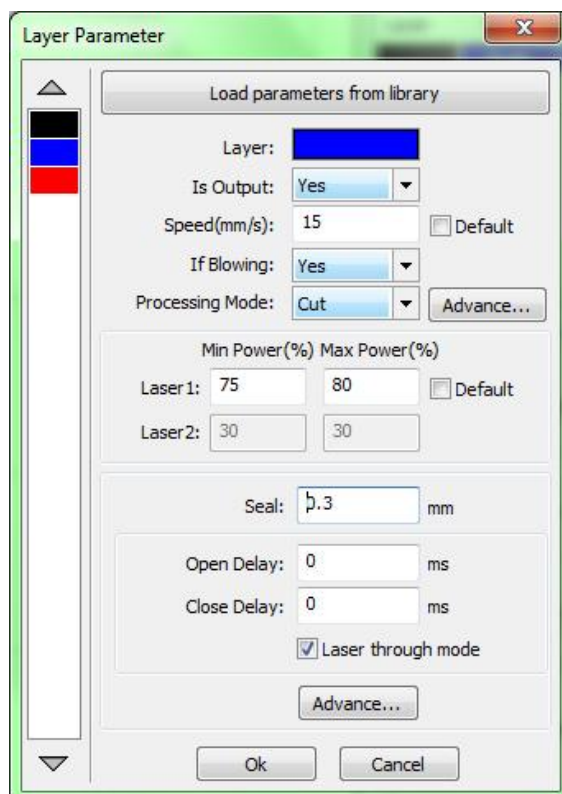 Layer Parameter
Load parameters from library
Layer:
Is Output: Yes
Speed(mm/s): 15 Default
If Blowing: Yes
Processing Mode: Cut Advance...
Min Power(%) Max Power(%)
Laser1: 75 80 Default
Laser2: 30 30
Seal: 0.3 mm
Open Delay: 0 ms
Close Delay: 0 ms
Laser through mode
Advance...
Ok Cancel